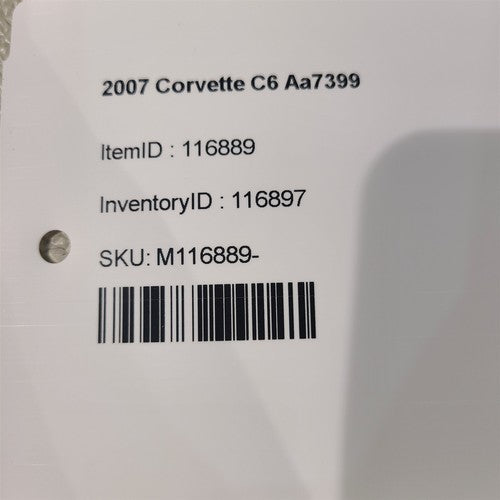 2007 Corvette C6 Aa7399
ItemID : 116889
InventoryID : 116897
SKU: M116889-